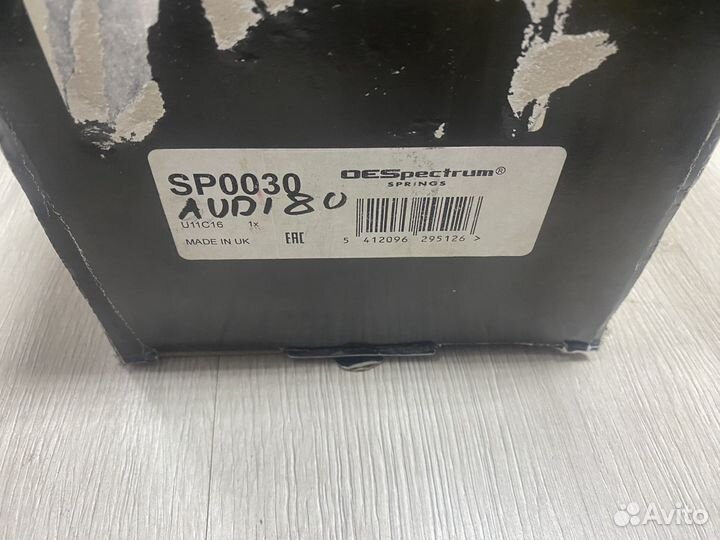 SP0030
OESpectrum®
SPRINGS
AUDI 80
U11C16 1x
MADE IN UK
EAC
5 412096 295126 >
Avito